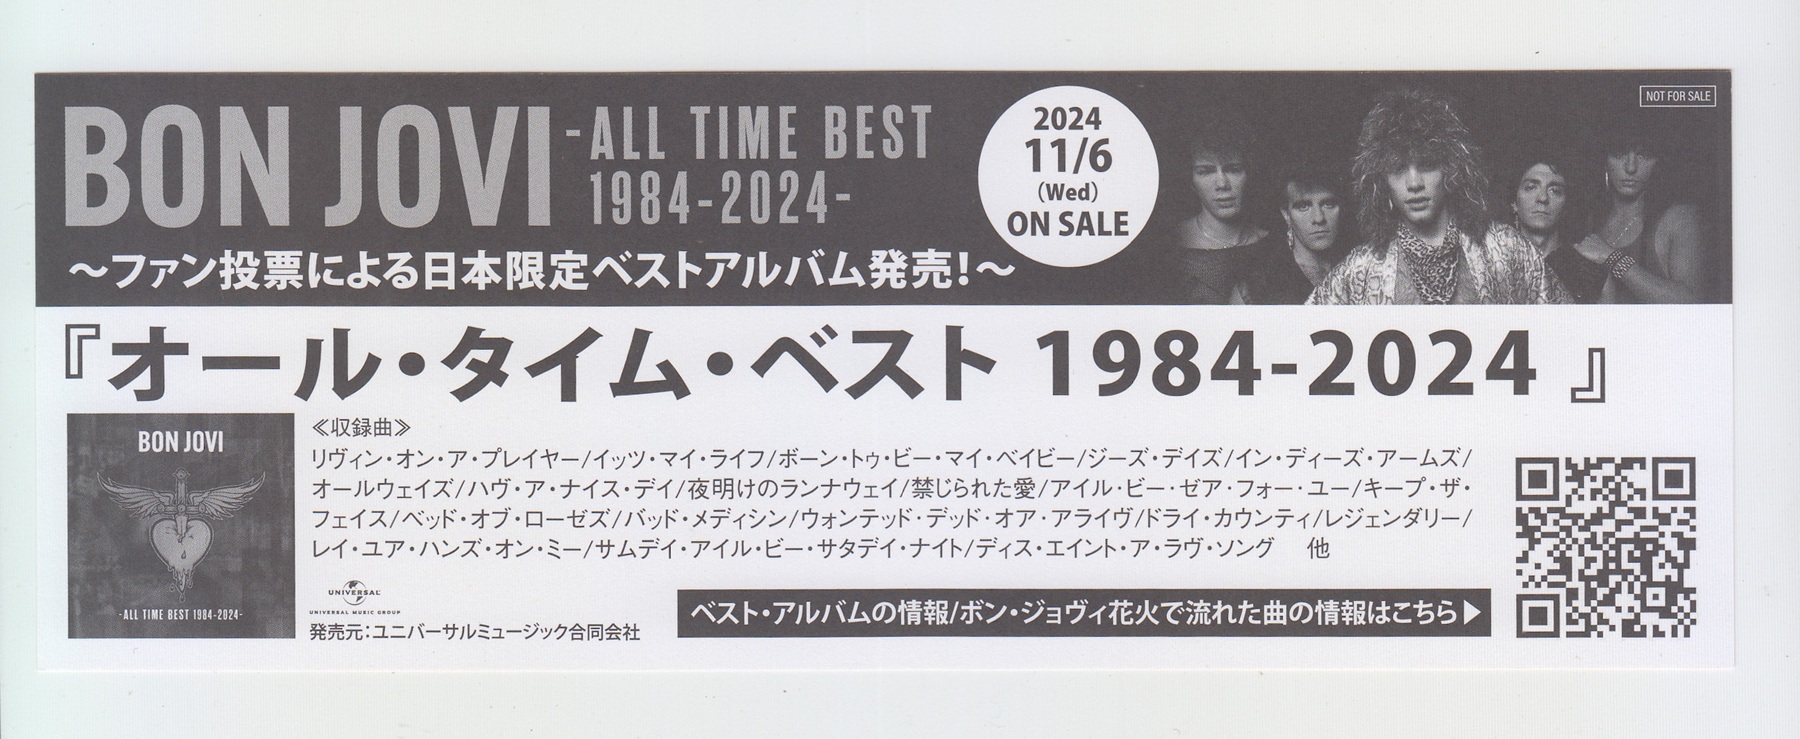 BON JOVI
-ALL TIME BEST
1984-2024-
2024
11/6
(Wed)
ON SALE
NOT FOR SALE
～ファン投票による日本限定ベストアルバム発売!～
『オール・タイム・ベスト 1984-2024 』
BON JOVI
-ALL TIME BEST 1984-2024-
≪収録曲≫
リヴィン・オン・ア・プレイヤー/イッツ・マイ・ライフ/ボーン・トゥ・ビー・マイ・ベイビー/ジーズ・デイズ/イン・ディーズ・アームズ/
オールウェイズ/ハヴ・ア・ナイス・デイ/夜明けのランナウェイ/禁じられた愛/アイル・ビー・ゼア・フォー・ユー/キープ・ザ・
フェイス/ベッド・オブ・ローゼズ/バッド・メディシン/ウォンテッド・デッド・オア・アライヴ/ドライ・カウンティ/レジェンダリー/
レイ・ユア・ハンズ・オン・ミー/サムデイ・アイル・ビー・サタデイ・ナイト/ディス・エイント・ア・ラヴ・ソング　他
UNIVERSAL
UNIVERSAL MUSIC GROUP
発売元：ユニバーサルミュージック合同会社
ベスト・アルバムの情報/ボン・ジョヴィ花火で流れた曲の情報はこちら▶